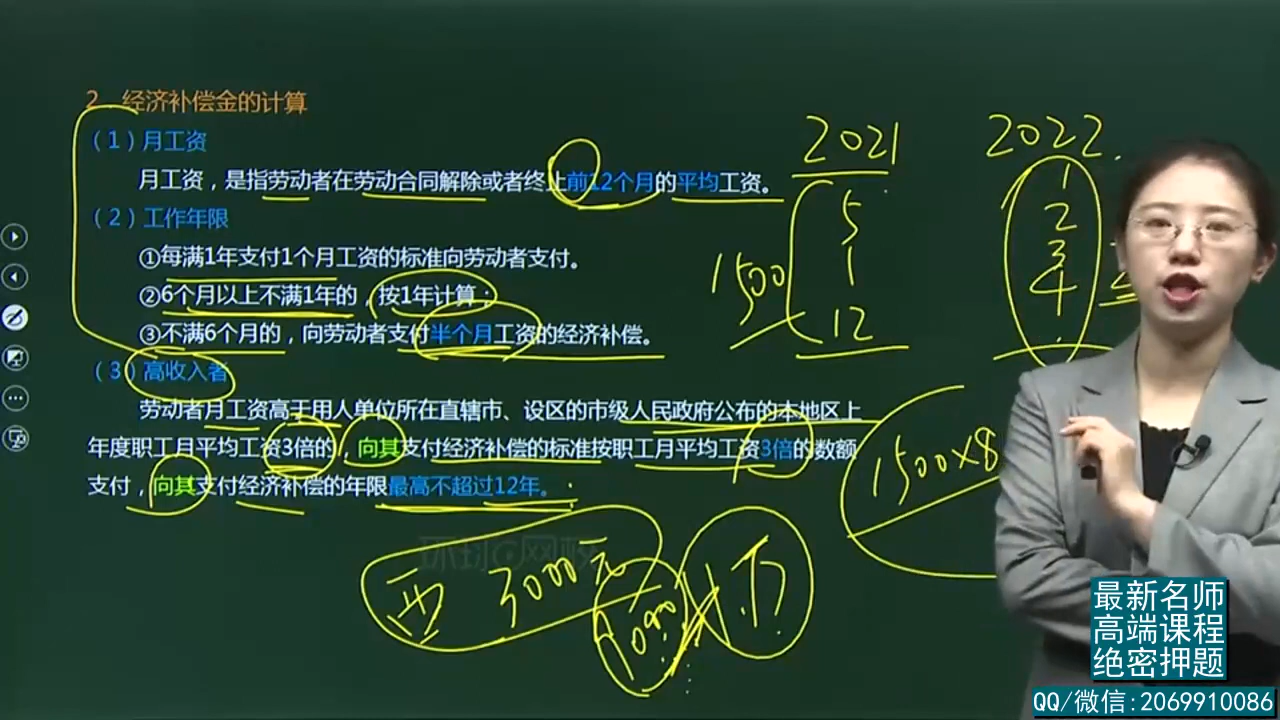 2、经济补偿金的计算
（1）月工资
月工资，是指劳动者在劳动合同解除或者终止前12个月的平均工资。
（2）工作年限
①每满1年支付1个月工资的标准向劳动者支付。
②6个月以上不满1年的，按1年计算；
③不满6个月的，向劳动者支付半个月工资的经济补偿。
（3）高收入者
劳动者月工资高于用人单位所在直辖市、设区的市级人民政府公布的本地区上
年度职工月平均工资3倍的，向其支付经济补偿的标准按职工月平均工资3倍的数额
支付，向其支付经济补偿的年限最高不超过12年。
2021
5
1
12
1500
2022
1
2
3
4
1500×8
西 3000元
环球网校
最新名师
高端课程
绝密押题
QQ/微信:2069910086